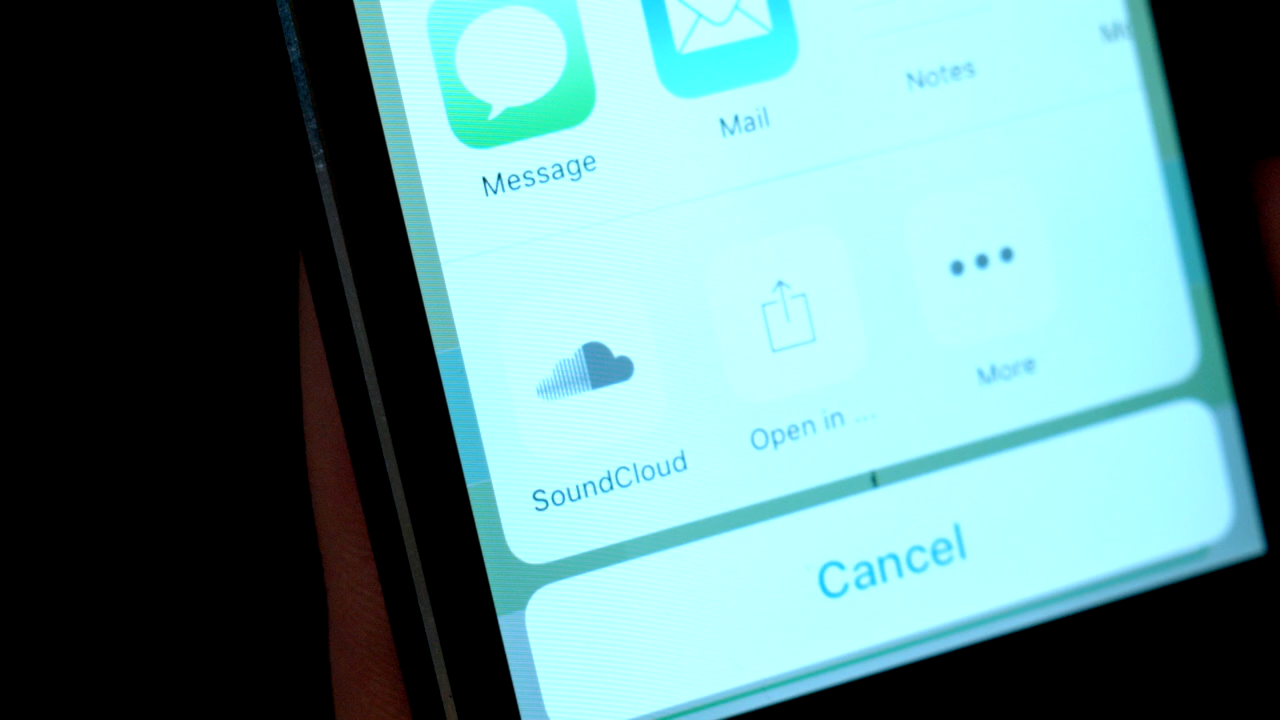 Message
Mail
Notes
SoundCloud
Open in ...
More
Cancel